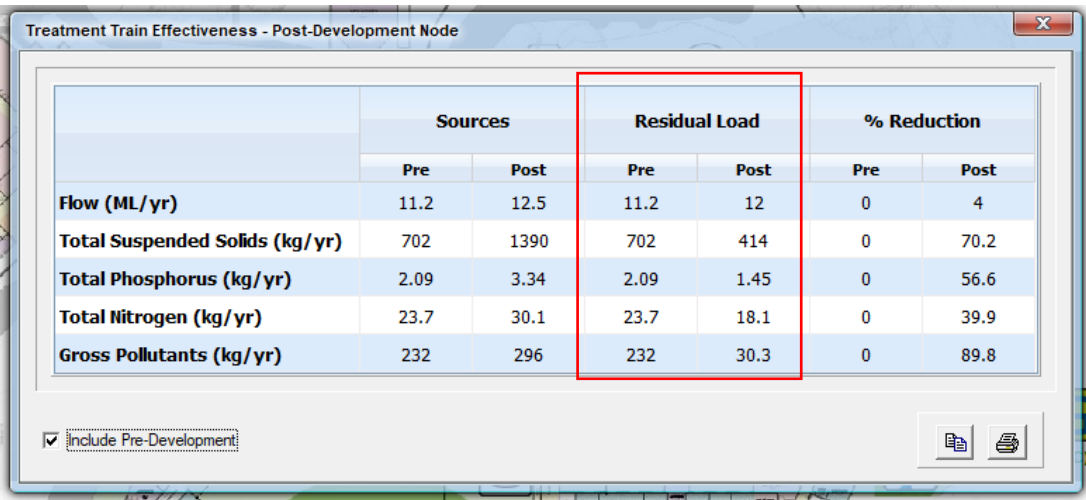 Treatment Train Effectiveness - Post-Development Node
Sources Residual Load % Reduction
Pre Post Pre Post Pre Post
Flow (ML/yr) 11.2 12.5 11.2 12 0 4
Total Suspended Solids (kg/yr) 702 1390 702 414 0 70.2
Total Phosphorus (kg/yr) 2.09 3.34 2.09 1.45 0 56.6
Total Nitrogen (kg/yr) 23.7 30.1 23.7 18.1 0 39.9
Gross Pollutants (kg/yr) 232 296 232 30.3 0 89.8
Include Pre-Development